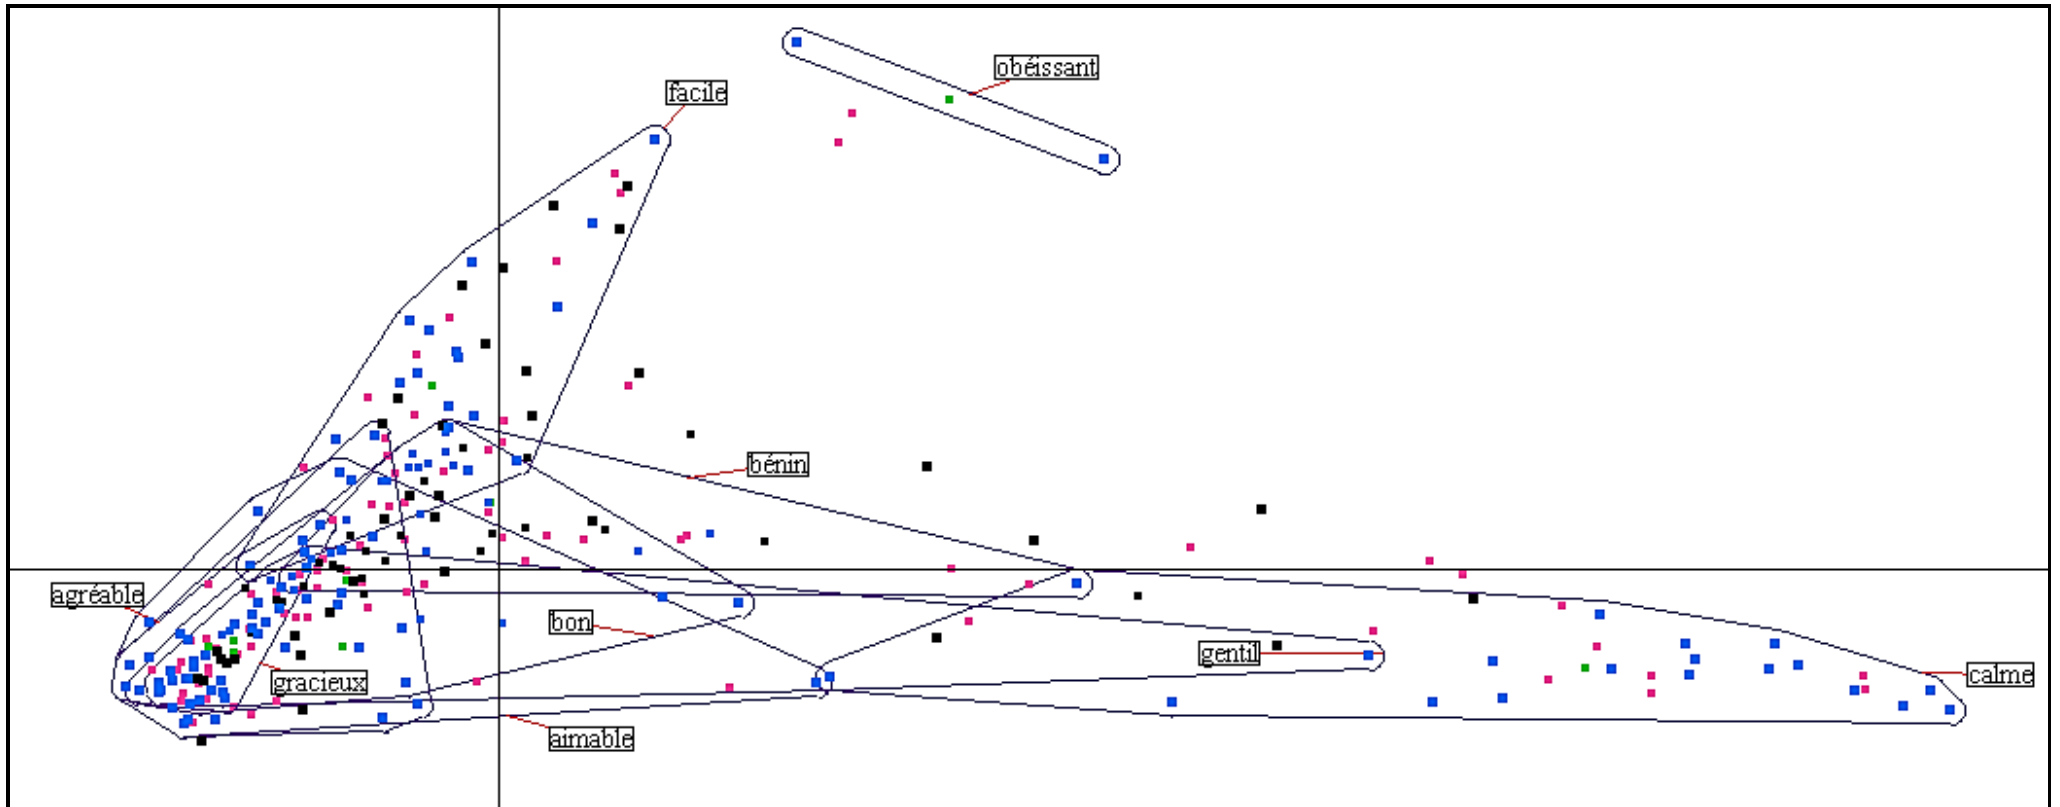 obéissant
facile
bénin
agréable
bon
gentil
gracieux
calme
aimable